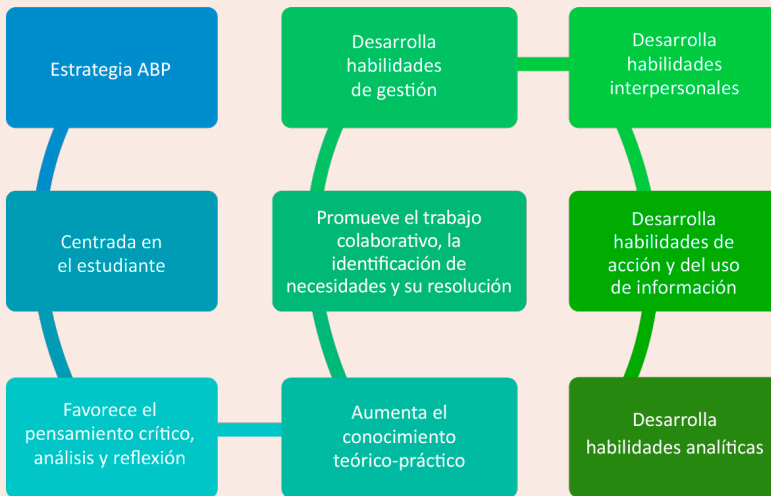 Estrategia ABP
Centrada en
el estudiante
Favorece el
pensamiento crítico,
análisis y reflexión
Aumenta el
conocimiento
teórico-práctico
Promueve el trabajo
colaborativo, la
identificación de
necesidades y su resolución
Desarrolla
habilidades
de gestión
Desarrolla
habilidades
interpersonales
Desarrolla
habilidades de
acción y del uso
de información
Desarrolla
habilidades analíticas